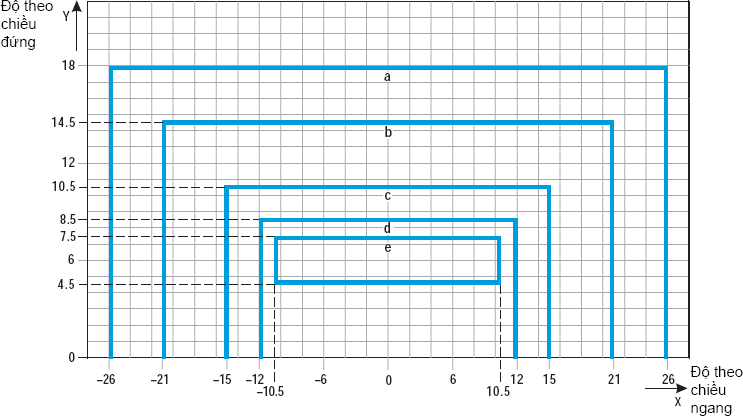 Độ theo
chiều
đứng
Y
18
a
14.5
b
12
10.5
c
8.5
d
7.5
e
6
4.5
0
–26 –21 –15 –12 –10.5 –6 0 6 10.5 12 15 21 26
X
Độ theo
chiều
ngang